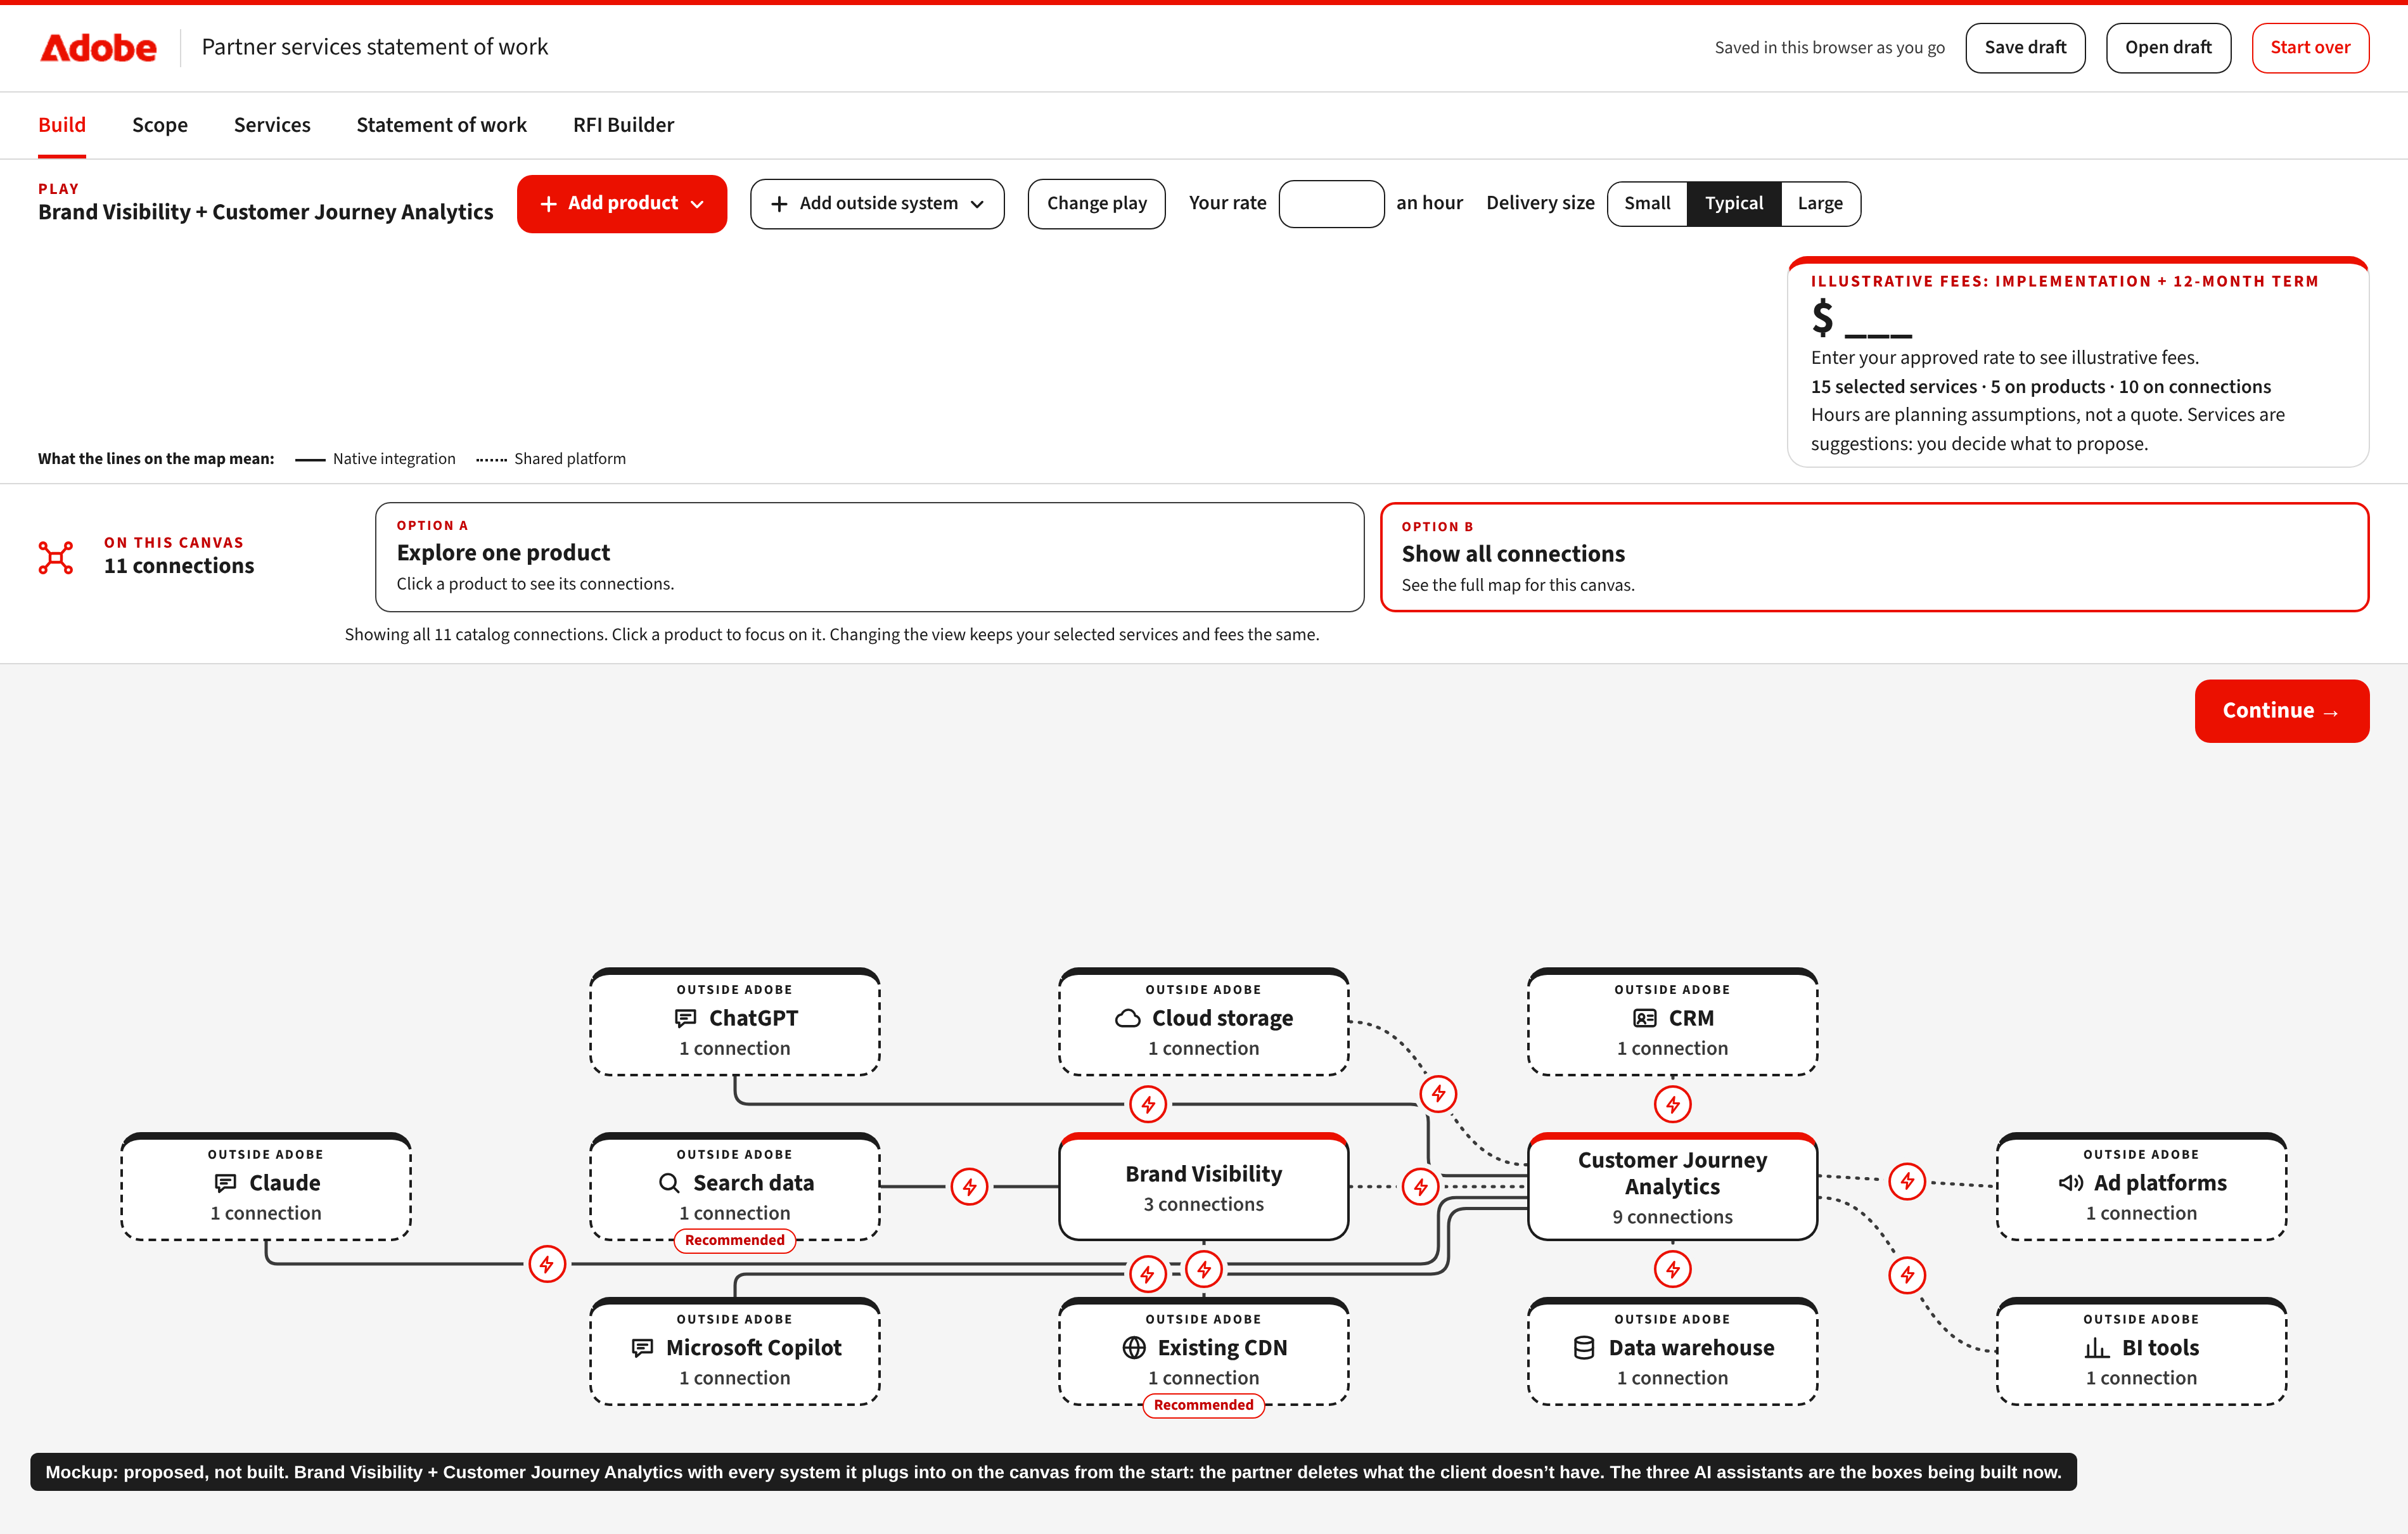 Adobe
Partner services statement of work
Saved in this browser as you go
Save draft
Open draft
Start over
Build
Scope
Services
Statement of work
RFI Builder
PLAY
Brand Visibility + Customer Journey Analytics
Add product
Add outside system
Change play
Your rate
an hour
Delivery size
Small
Typical
Large
ILLUSTRATIVE FEES: IMPLEMENTATION + 12-MONTH TERM
$ ___
Enter your approved rate to see illustrative fees.
15 selected services · 5 on products · 10 on connections
Hours are planning assumptions, not a quote. Services are
suggestions: you decide what to propose.
What the lines on the map mean:
Native integration
Shared platform
ON THIS CANVAS
11 connections
OPTION A
Explore one product
Click a product to see its connections.
OPTION B
Show all connections
See the full map for this canvas.
Showing all 11 catalog connections. Click a product to focus on it. Changing the view keeps your selected services and fees the same.
Continue →
OUTSIDE ADOBE
ChatGPT
1 connection
OUTSIDE ADOBE
Cloud storage
1 connection
OUTSIDE ADOBE
CRM
1 connection
OUTSIDE ADOBE
Claude
1 connection
OUTSIDE ADOBE
Search data
1 connection
Recommended
Brand Visibility
3 connections
Customer Journey
Analytics
9 connections
OUTSIDE ADOBE
Ad platforms
1 connection
OUTSIDE ADOBE
Microsoft Copilot
1 connection
OUTSIDE ADOBE
Existing CDN
1 connection
Recommended
OUTSIDE ADOBE
Data warehouse
1 connection
OUTSIDE ADOBE
BI tools
1 connection
Mockup: proposed, not built. Brand Visibility + Customer Journey Analytics with every system it plugs into on the canvas from the start: the partner deletes what the client doesn’t have. The three AI assistants are the boxes being built now.